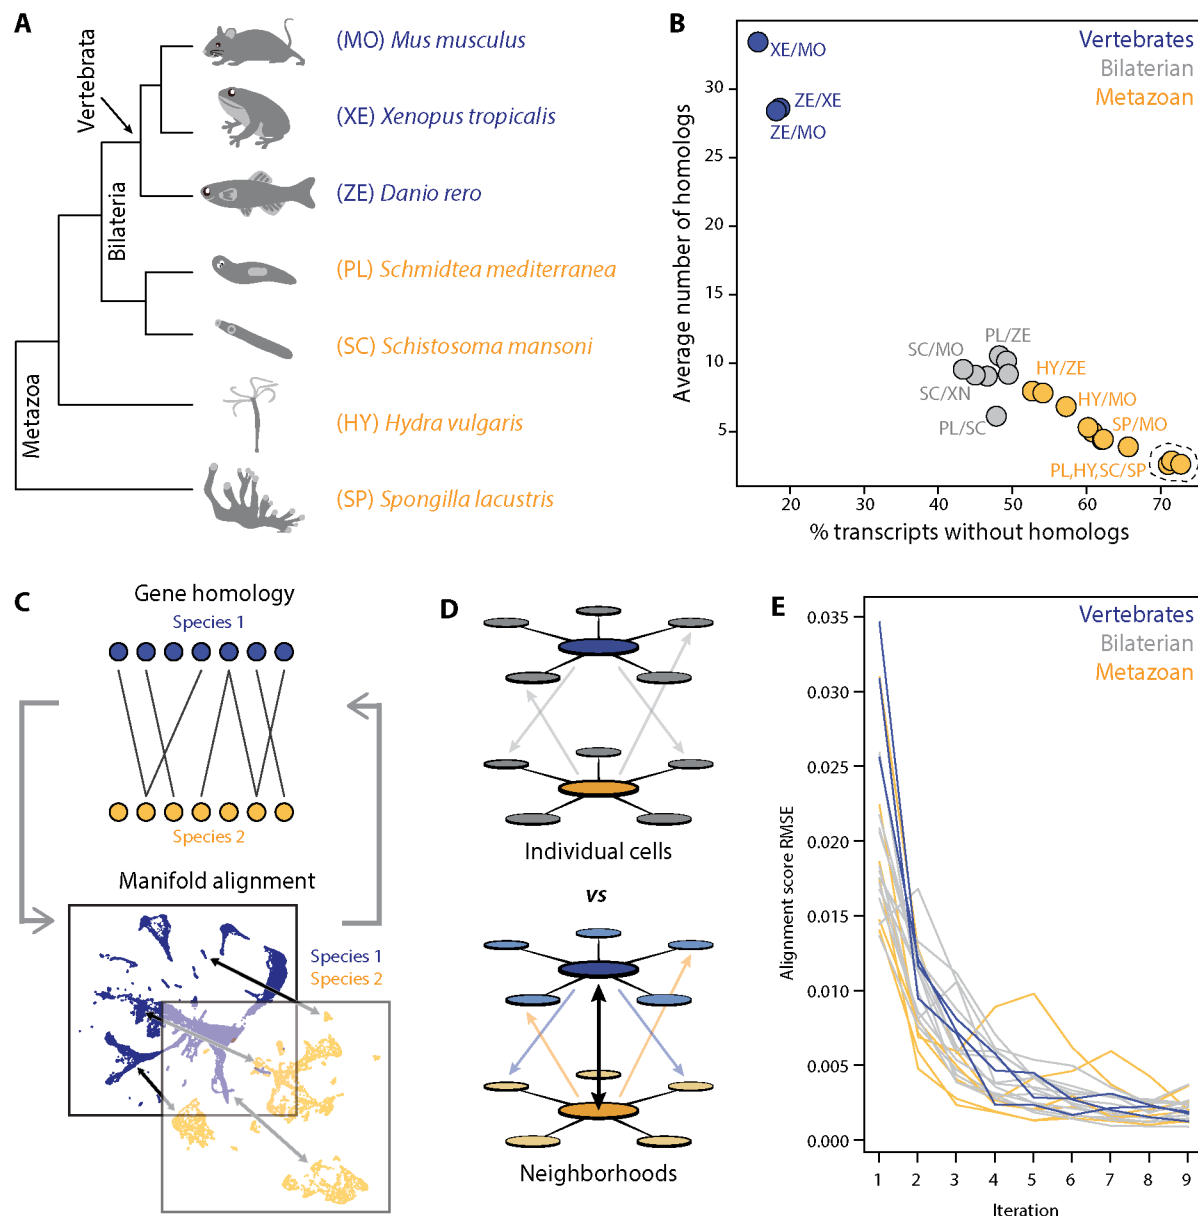 A
Vertebrata
Bilateria
Metazoa
(MO) Mus musculus
(XE) Xenopus tropicalis
(ZE) Danio rero
(PL) Schmidtea mediterranea
(SC) Schistosoma mansoni
(HY) Hydra vulgaris
(SP) Spongilla lacustris
B
Vertebrates
Bilaterian
Metazoan
XE/MO
ZE/XE
ZE/MO
PL/ZE
SC/MO
SC/XN
PL/SC
HY/ZE
HY/MO
SP/MO
PL,HY,SC/SP
Average number of homologs
30
25
20
15
10
5
20
30
40
50
60
70
% transcripts without homologs
C
Gene homology
Species 1
Species 2
Manifold alignment
Species 1
Species 2
D
Individual cells
vs
Neighborhoods
E
Vertebrates
Bilaterian
Metazoan
Alignment score RMSE
0.035
0.030
0.025
0.020
0.015
0.010
0.005
0.000
1 2 3 4 5 6 7 8 9
Iteration